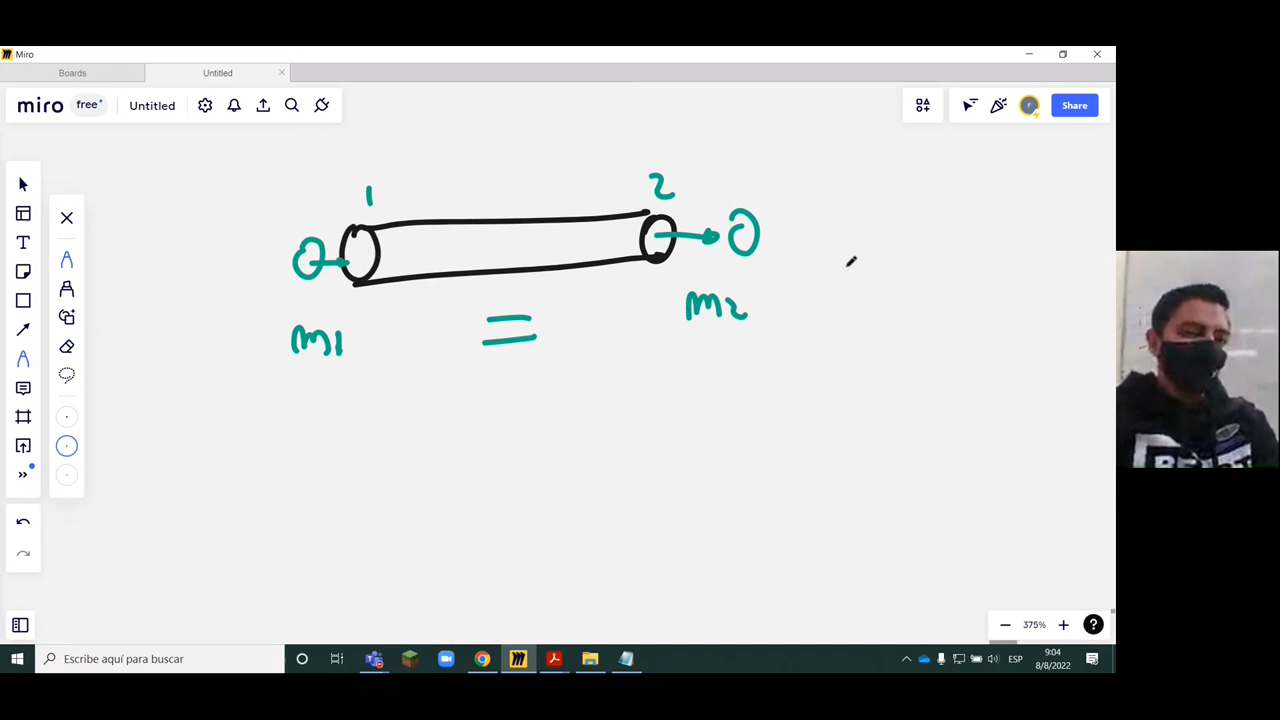 Miro
Boards
Untitled
miro free Untitled
Share
1
2
m1
=
m2
375%
Escribe aquí para buscar
ESP
9:04
8/8/2022